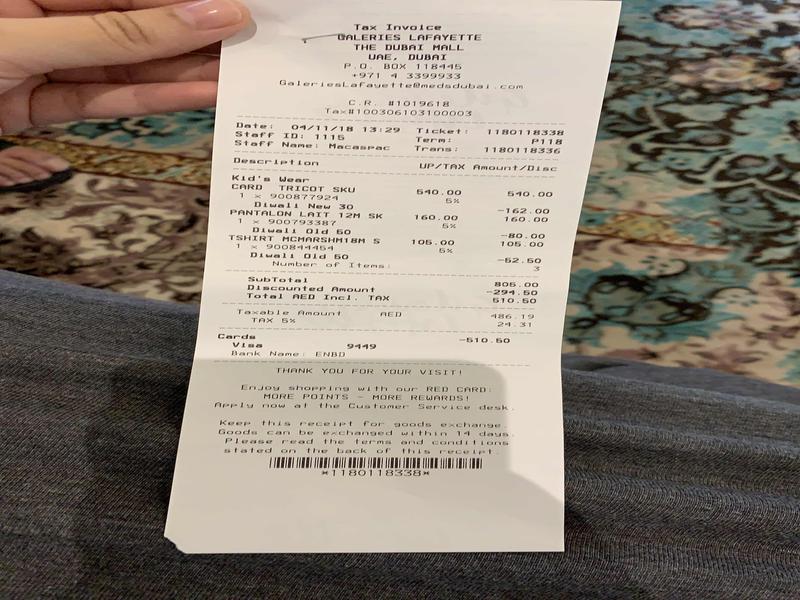 Tax Invoice
GALERIES LAFAYETTE
THE DUBAI MALL
UAE, DUBAI
P.O. BOX 118445
+971 4 3399933
GaleriesLafayette@medsdubai.com
C.R. #1019618
Tax#100306103100003
Date: 04/11/18 13:29 Ticket: 1180118338
Staff ID: 1115 Term: P118
Staff Name: Macaspac Trans: 1180118336
Description UP/TAX Amount/Disc
Kid's Wear
CARD TRICOT SKU 540.00 540.00
1 x 900877924 5%
Diwali New 30 -162.00
PANTALON LAIT 12M SK 160.00 160.00
1 x 900793387 5%
Diwali Old 50 -80.00
TSHIRT MCMARSHM18M S 105.00 105.00
1 x 900844454 5%
Diwali Old 50 -52.50
Number of Items: 3
SubTotal 805.00
Discounted Amount -294.50
Total AED Incl. TAX 510.50
Taxable Amount AED 486.19
TAX 5% 24.31
Cards -510.50
Visa 9449
Bank Name: ENBD
THANK YOU FOR YOUR VISIT!
Enjoy shopping with our RED CARD:
MORE POINTS - MORE REWARDS!
Apply now at the Customer Service desk.
Keep this receipt for goods exchange.
Goods can be exchanged within 14 days.
Please read the terms and conditions
stated on the back of this receipt.
*1180118338*